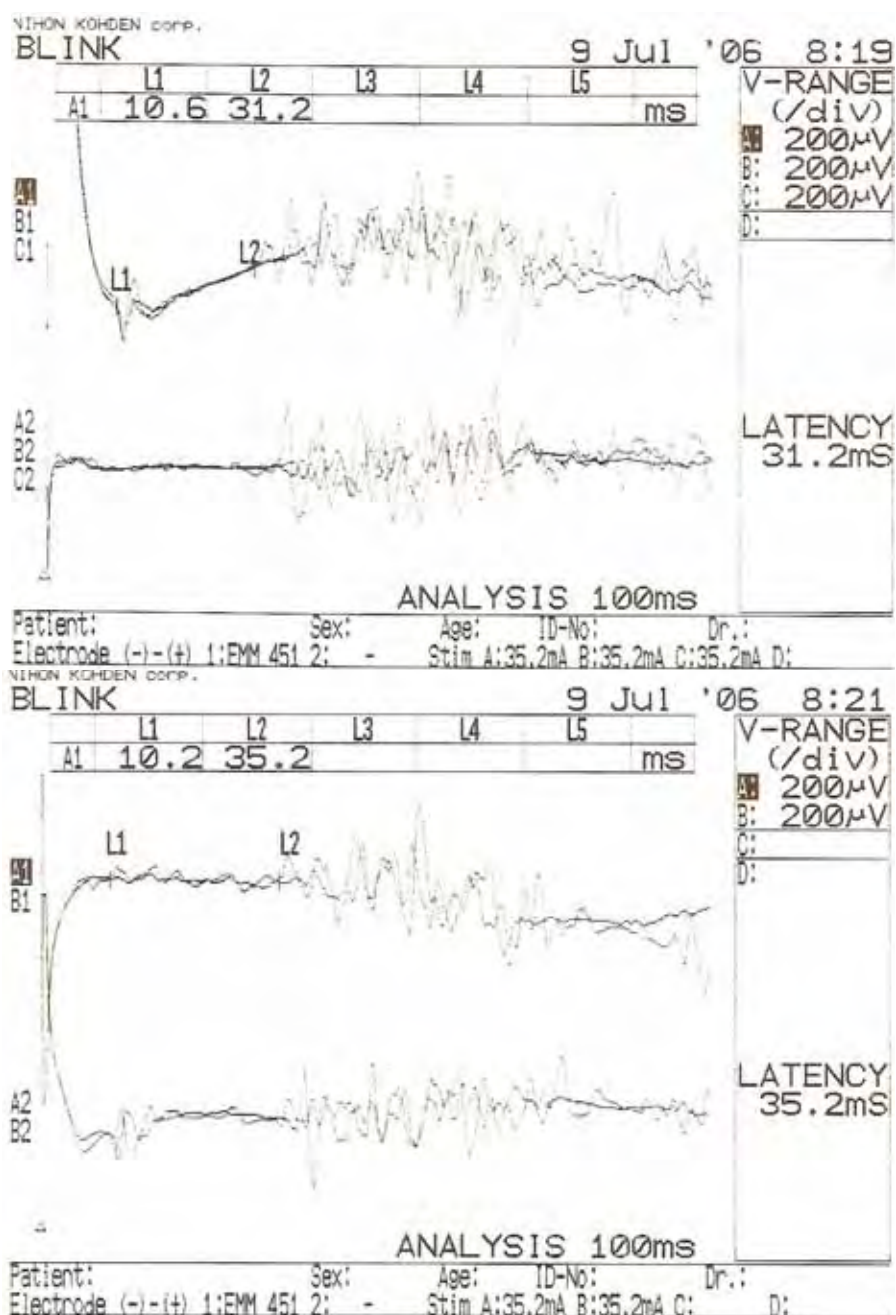 NIHON KOHDEN corp.
BLINK 9 Jul '06 8:19
L1 L2 L3 L4 L5
A1 10.6 31.2 ms
V-RANGE
(/div)
A: 200μV
B: 200μV
C: 200μV
D:
A1
B1
C1
L1 L2
A2
B2
C2
LATENCY
31.2mS
ANALYSIS 100ms
Patient: Sex: Age: ID-No: Dr.:
Electrode (-)-(+) 1:EMM 451 2: - Stim A:35.2mA B:35.2mA C:35.2mA D:
NIHON KOHDEN corp.
BLINK 9 Jul '06 8:21
L1 L2 L3 L4 L5
A1 10.2 35.2 ms
V-RANGE
(/div)
A: 200μV
B: 200μV
C:
D:
L1 L2
A1
B1
A2
B2
LATENCY
35.2mS
ANALYSIS 100ms
Patient: Sex: Age: ID-No: Dr.:
Electrode (-)-(+) 1:EMM 451 2: - Stim A:35.2mA B:35.2mA C: D: